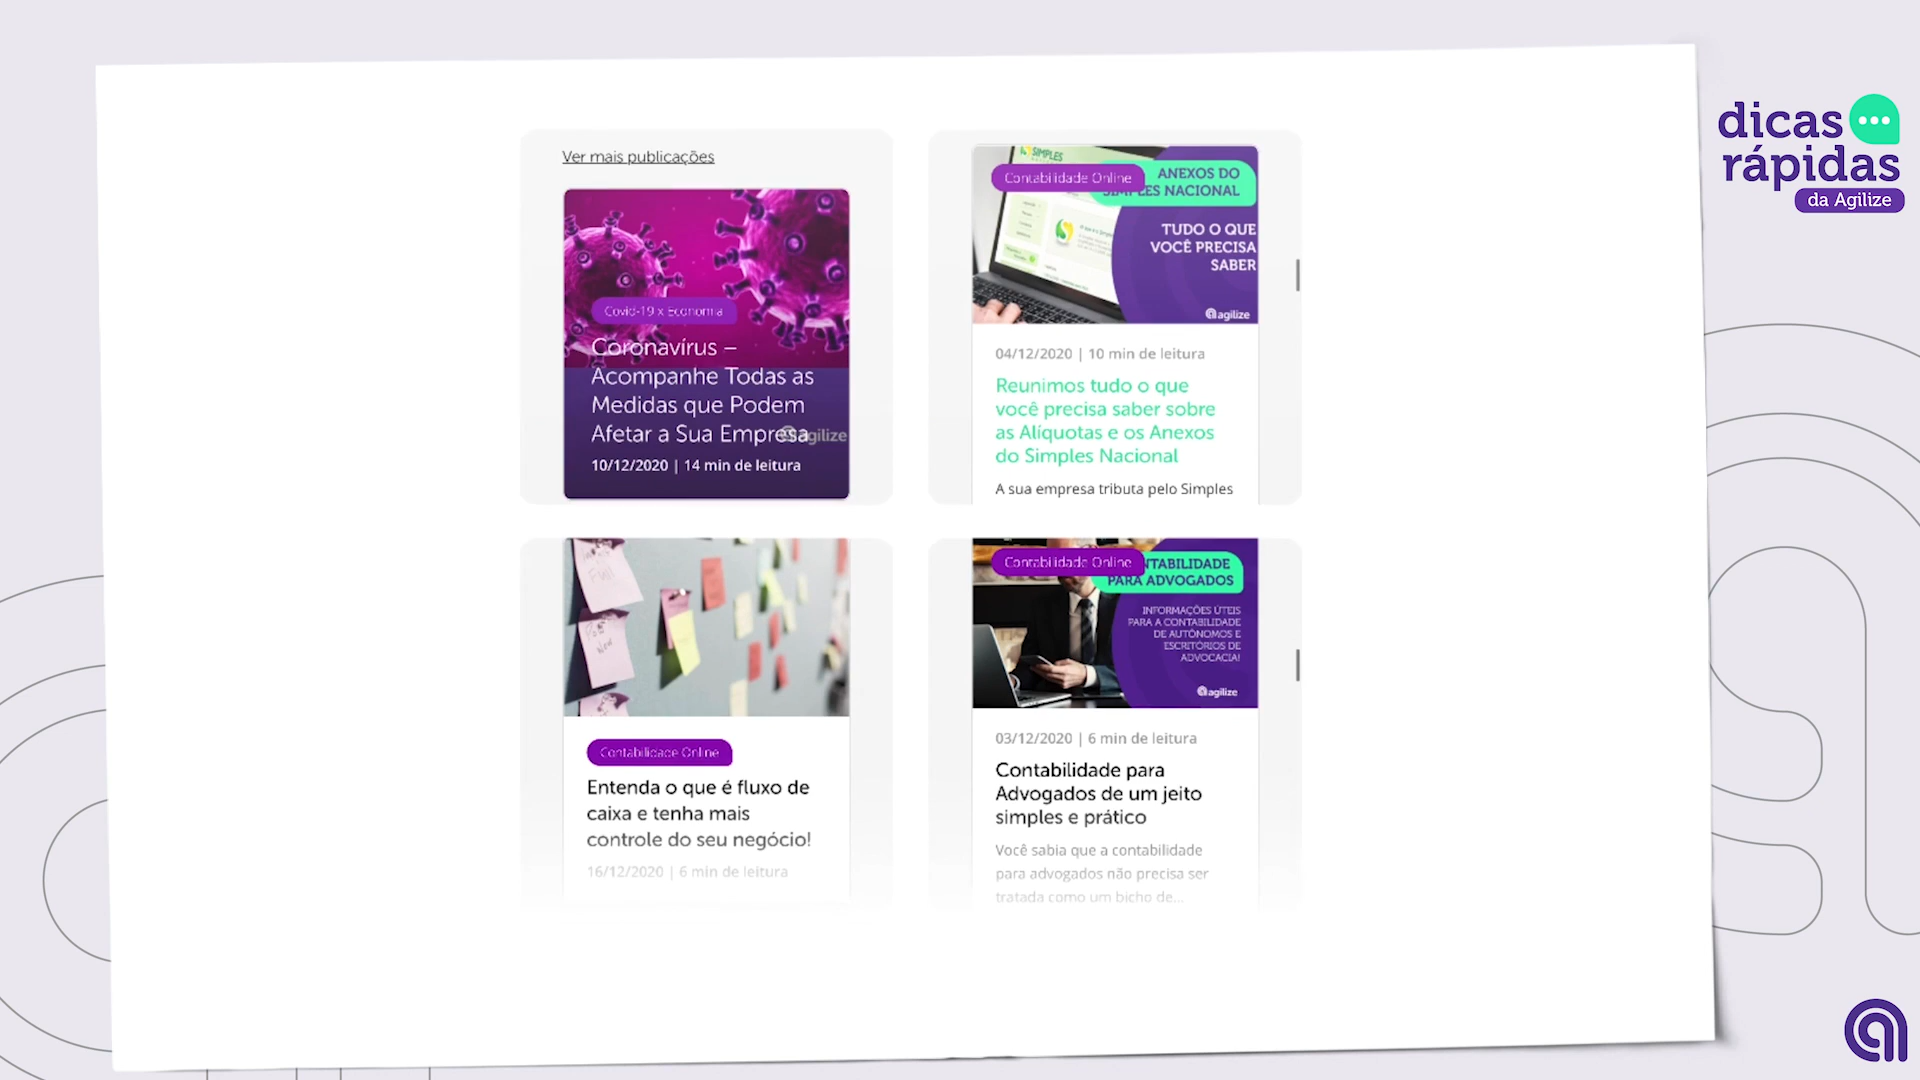 dicas
rápidas
da Agilize
Ver mais publicações
Covid-19 x Economia
Coronavírus –
Acompanhe Todas as
Medidas que Podem
Afetar a Sua Empresa
agilize
10/12/2020 | 14 min de leitura
SIMPLES
Contabilidade Online
ANEXOS DO
SIMPLES NACIONAL
TUDO O QUE
VOCÊ PRECISA
SABER
agilize
04/12/2020 | 10 min de leitura
Reunimos tudo o que
você precisa saber sobre
as Alíquotas e os Anexos
do Simples Nacional
A sua empresa tributa pelo Simples
Contabilidade Online
Entenda o que é fluxo de
caixa e tenha mais
controle do seu negócio!
16/12/2020 | 6 min de leitura
Contabilidade Online
NTABILIDADE
PARA ADVOGADOS
INFORMAÇÕES ÚTEIS
PARA A CONTABILIDADE
DE AUTÔNOMOS E
ESCRITÓRIOS DE
ADVOCACIA!
agilize
03/12/2020 | 6 min de leitura
Contabilidade para
Advogados de um jeito
simples e prático
Você sabia que a contabilidade
para advogados não precisa ser
tratada como um bicho de...